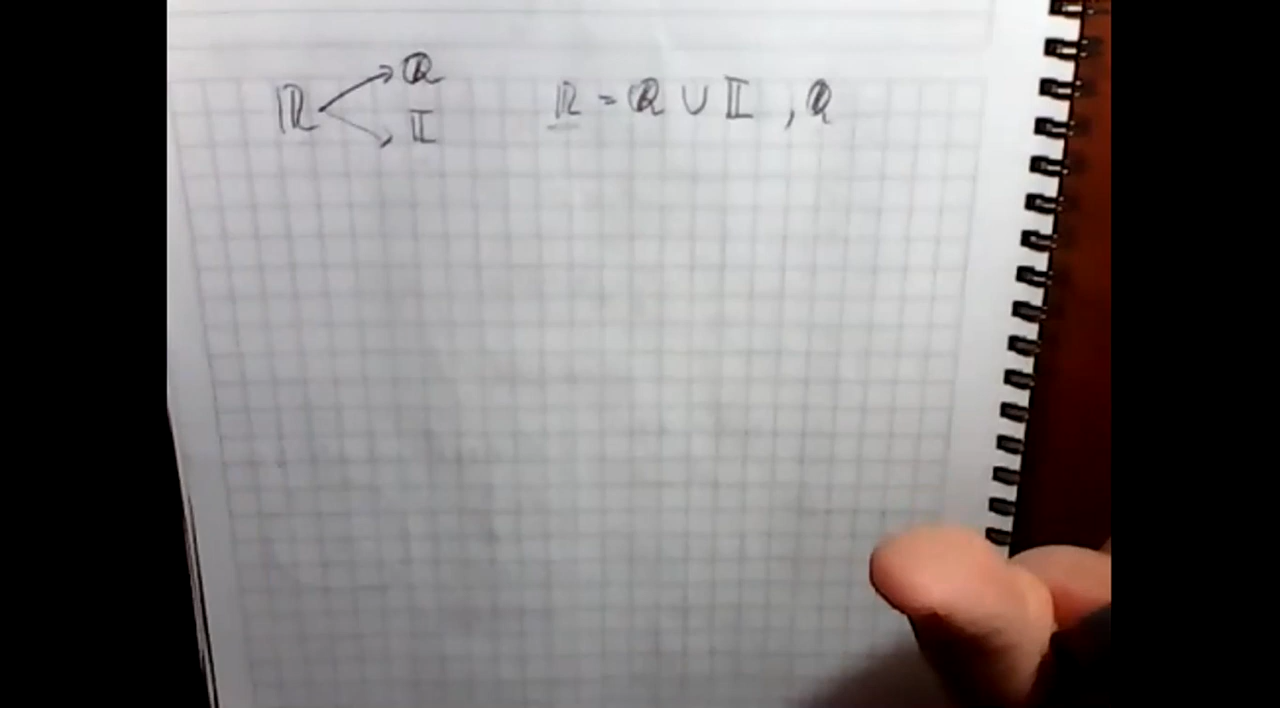 ℝ → ℚ
→ 𝕀
ℝ = ℚ ∪ 𝕀 , ℚ